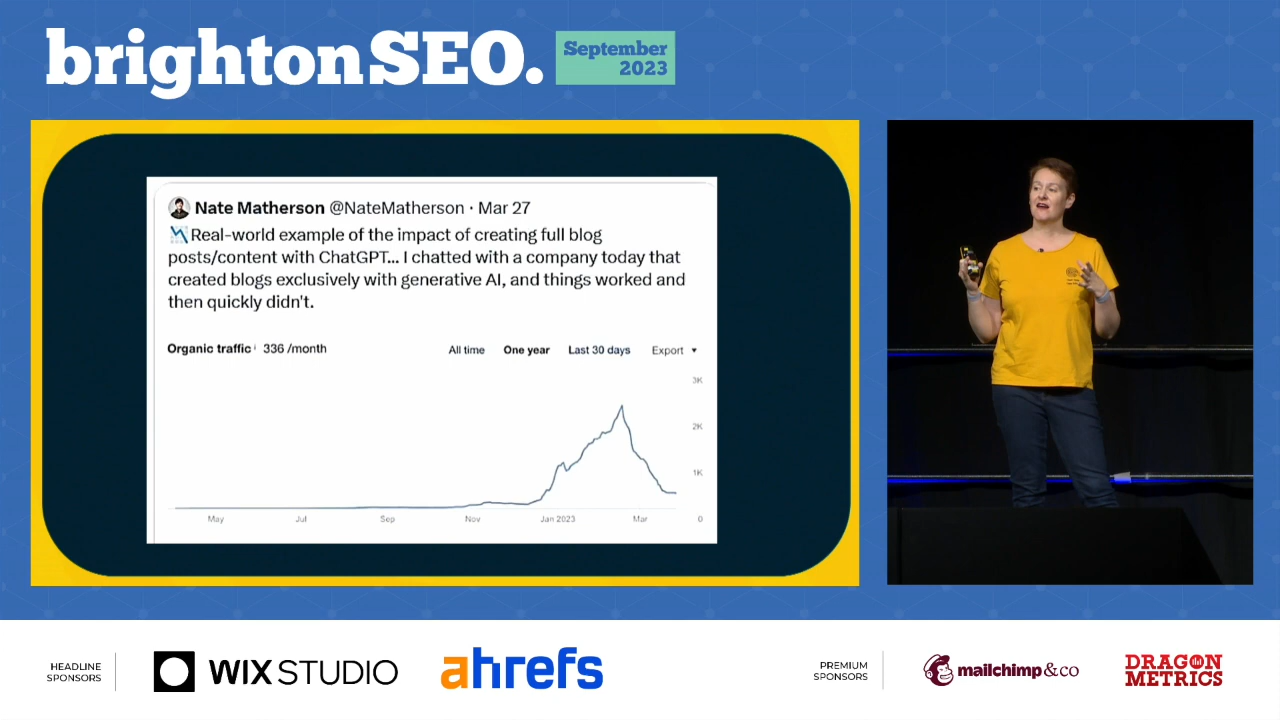 brightonSEO.
September
2023
Nate Matherson @NateMatherson · Mar 27
Real-world example of the impact of creating full blog
posts/content with ChatGPT... I chatted with a company today that
created blogs exclusively with generative AI, and things worked and
then quickly didn't.
Organic traffic i 336 /month
All time One year Last 30 days Export
3K
2K
1K
0
May Jul Sep Nov Jan 2023 Mar
HEADLINE
SPONSORS
WIX STUDIO
ahrefs
PREMIUM
SPONSORS
mailchimp & co
DRAGON
METRICS